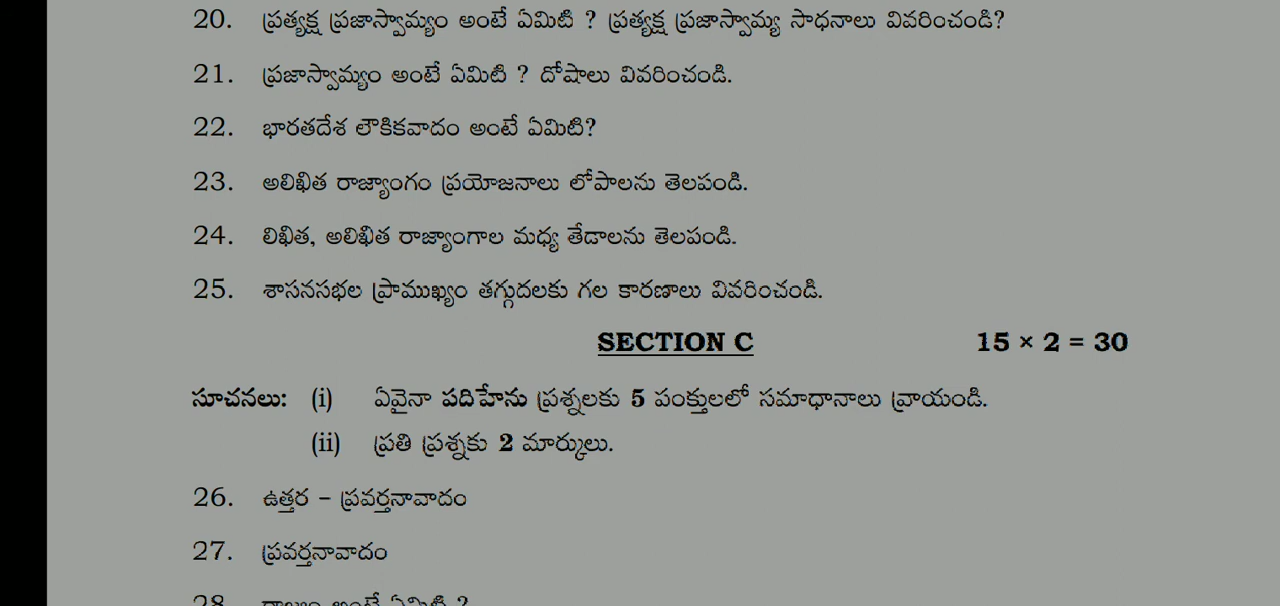 20. ప్రత్యక్ష ప్రజాస్వామ్యం అంటే ఏమిటి ? ప్రత్యక్ష ప్రజాస్వామ్య సాధనాలు వివరించండి?
21. ప్రజాస్వామ్యం అంటే ఏమిటి ? దోషాలు వివరించండి.
22. భారతదేశ లౌకికవాదం అంటే ఏమిటి?
23. అలిఖిత రాజ్యాంగం ప్రయోజనాలు లోపాలను తెలపండి.
24. లిఖిత, అలిఖిత రాజ్యాంగాల మధ్య తేడాలను తెలపండి.
25. శాసనసభల ప్రాముఖ్యం తగ్గుదలకు గల కారణాలు వివరించండి.
SECTION C 15 × 2 = 30
సూచనలు: (i) ఏవైనా పదిహేను ప్రశ్నలకు 5 పంక్తులలో సమాధానాలు వ్రాయండి.
(ii) ప్రతి ప్రశ్నకు 2 మార్కులు.
26. ఉత్తర – ప్రవర్తనావాదం
27. ప్రవర్తనావాదం
28. రాజ్యం అంటే ఏమిటి ?